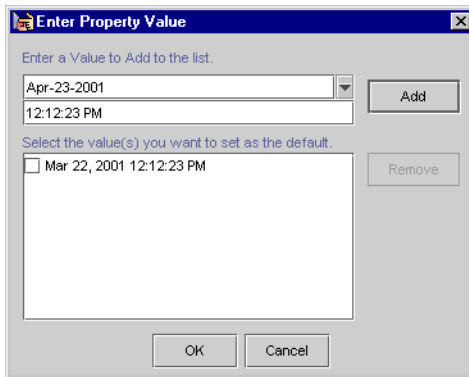 Enter Property Value
Enter a Value to Add to the list.
Apr-23-2001
Add
12:12:23 PM
Select the value(s) you want to set as the default.
Mar 22, 2001 12:12:23 PM
Remove
OK
Cancel